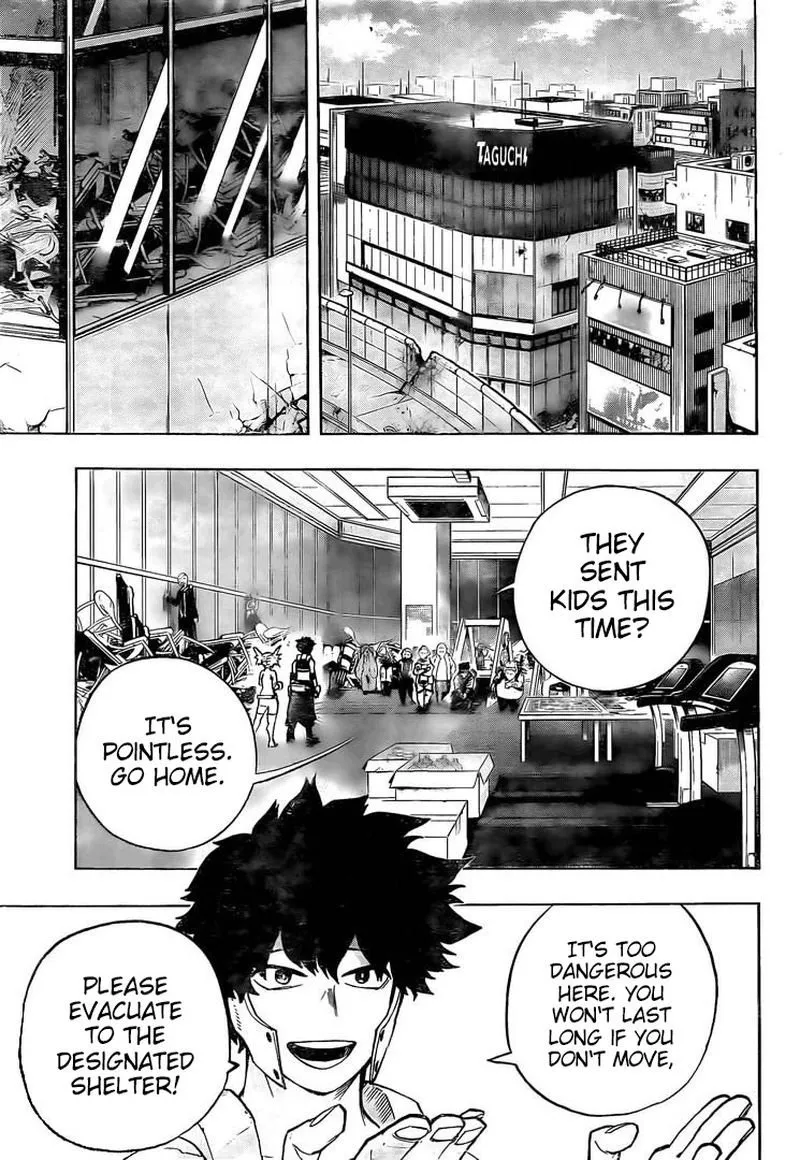 TAGUCHI
THEY
SENT
KIDS THIS
TIME?
IT'S
POINTLESS.
GO HOME.
IT'S TOO
DANGEROUS
HERE. YOU
WON'T LAST
LONG IF YOU
DON'T MOVE,
PLEASE
EVACUATE
TO THE
DESIGNATED
SHELTER!